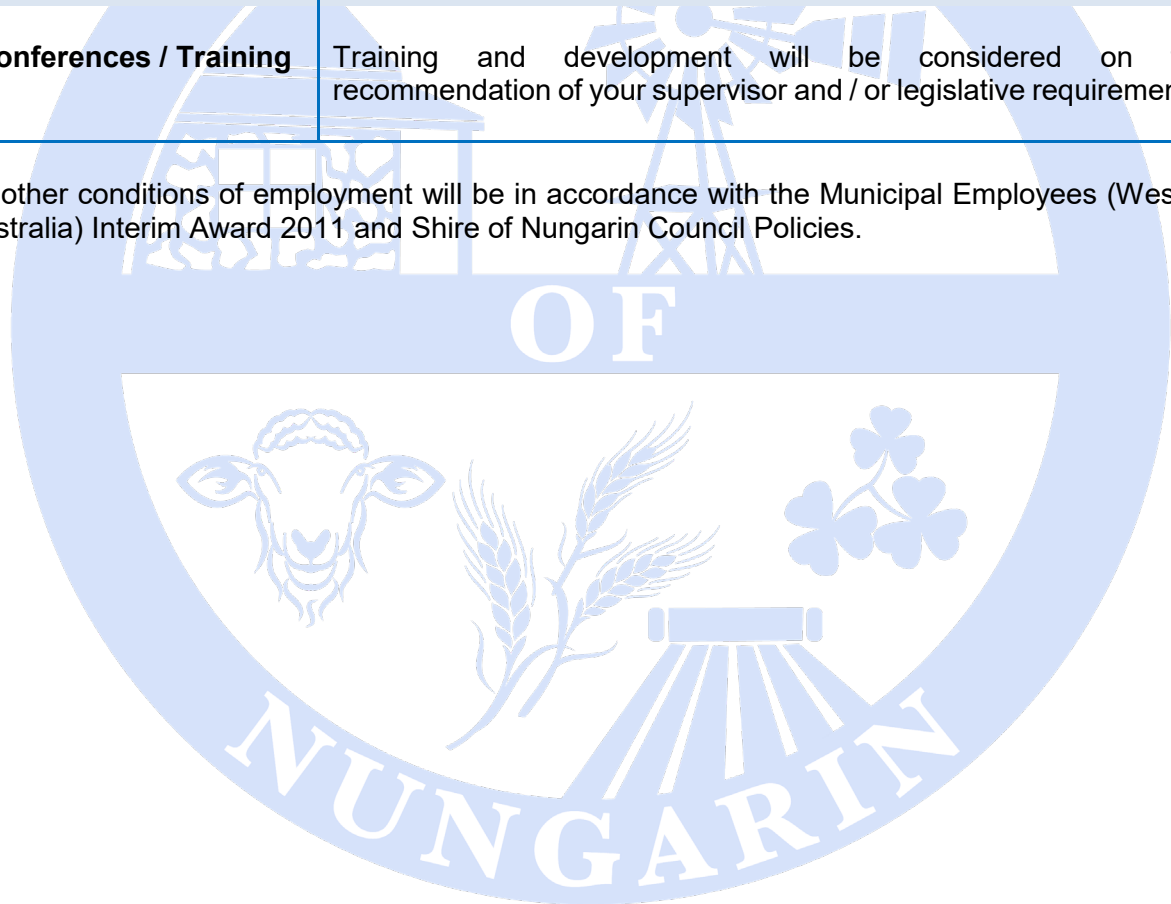 onferences / Training
Training and development will be considered on
recommendation of your supervisor and / or legislative requiremen
other conditions of employment will be in accordance with the Municipal Employees (Wes
stralia) Interim Award 2011 and Shire of Nungarin Council Policies.
OF
NUNGARIN